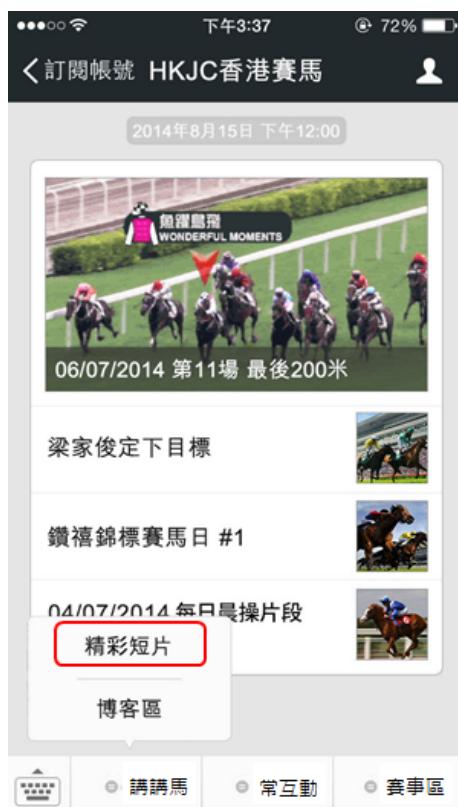 下午3:37
72%
訂閱帳號 HKJC香港賽馬
2014年8月15日 下午12:00
魚躍鳥飛
WONDERFUL MOMENTS
06/07/2014 第11場 最後200米
梁家俊定下目標
鑽禧錦標賽馬日 #1
04/07/2014 每日晨操片段
精彩短片
博客區
講講馬
常互動
賽事區